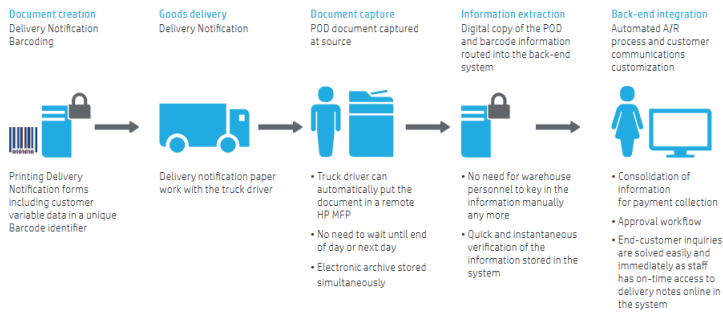 Document creation
Delivery Notification
Barcoding
Goods delivery
Delivery Notification
Document capture
POD document captured
at source
Information extraction
Digital copy of the POD
and barcode information
routed into the back-end
system
Back-end integration
Automated A/R
process and customer
communications
customization
0101010
Printing Delivery
Notification forms
including customer
variable data in a unique
Barcode identifier
Delivery notification paper
work with the truck driver
• Truck driver can
automatically put the
document in a remote
HP MFP
• No need to wait until end
of day or next day
• Electronic archive stored
simultaneously
• No need for warehouse
personnel to key in the
information manually
any more
• Quick and instantaneous
verification of the
information stored in the
system
• Consolidation of
information
for payment collection
• Approval workflow
• End-customer inquiries
are solved easily and
immediately as staff
has on-time access to
delivery notes online in
the system